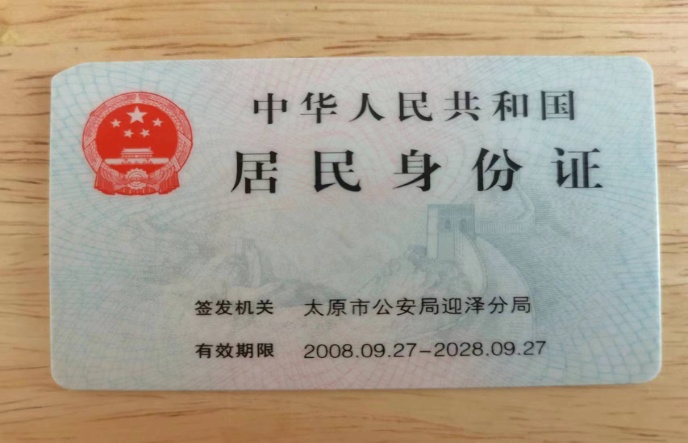 中华人民共和国
居民身份证
签发机关 太原市公安局迎泽分局
有效期限 2008.09.27-2028.09.27